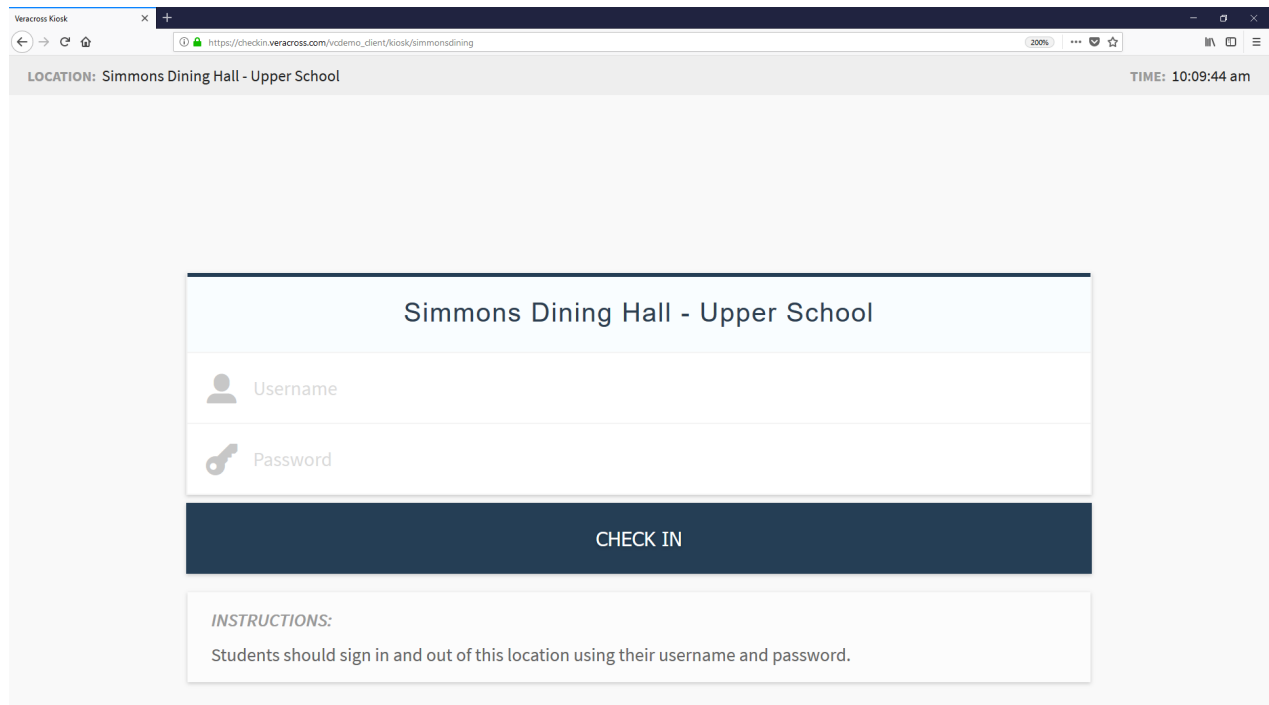 Veracross Kiosk
https://checkin.veracross.com/vcdemo_client/kiosk/simmonsdining
200%
LOCATION: Simmons Dining Hall - Upper School
TIME: 10:09:44 am
Simmons Dining Hall - Upper School
Username
Password
CHECK IN
INSTRUCTIONS:
Students should sign in and out of this location using their username and password.